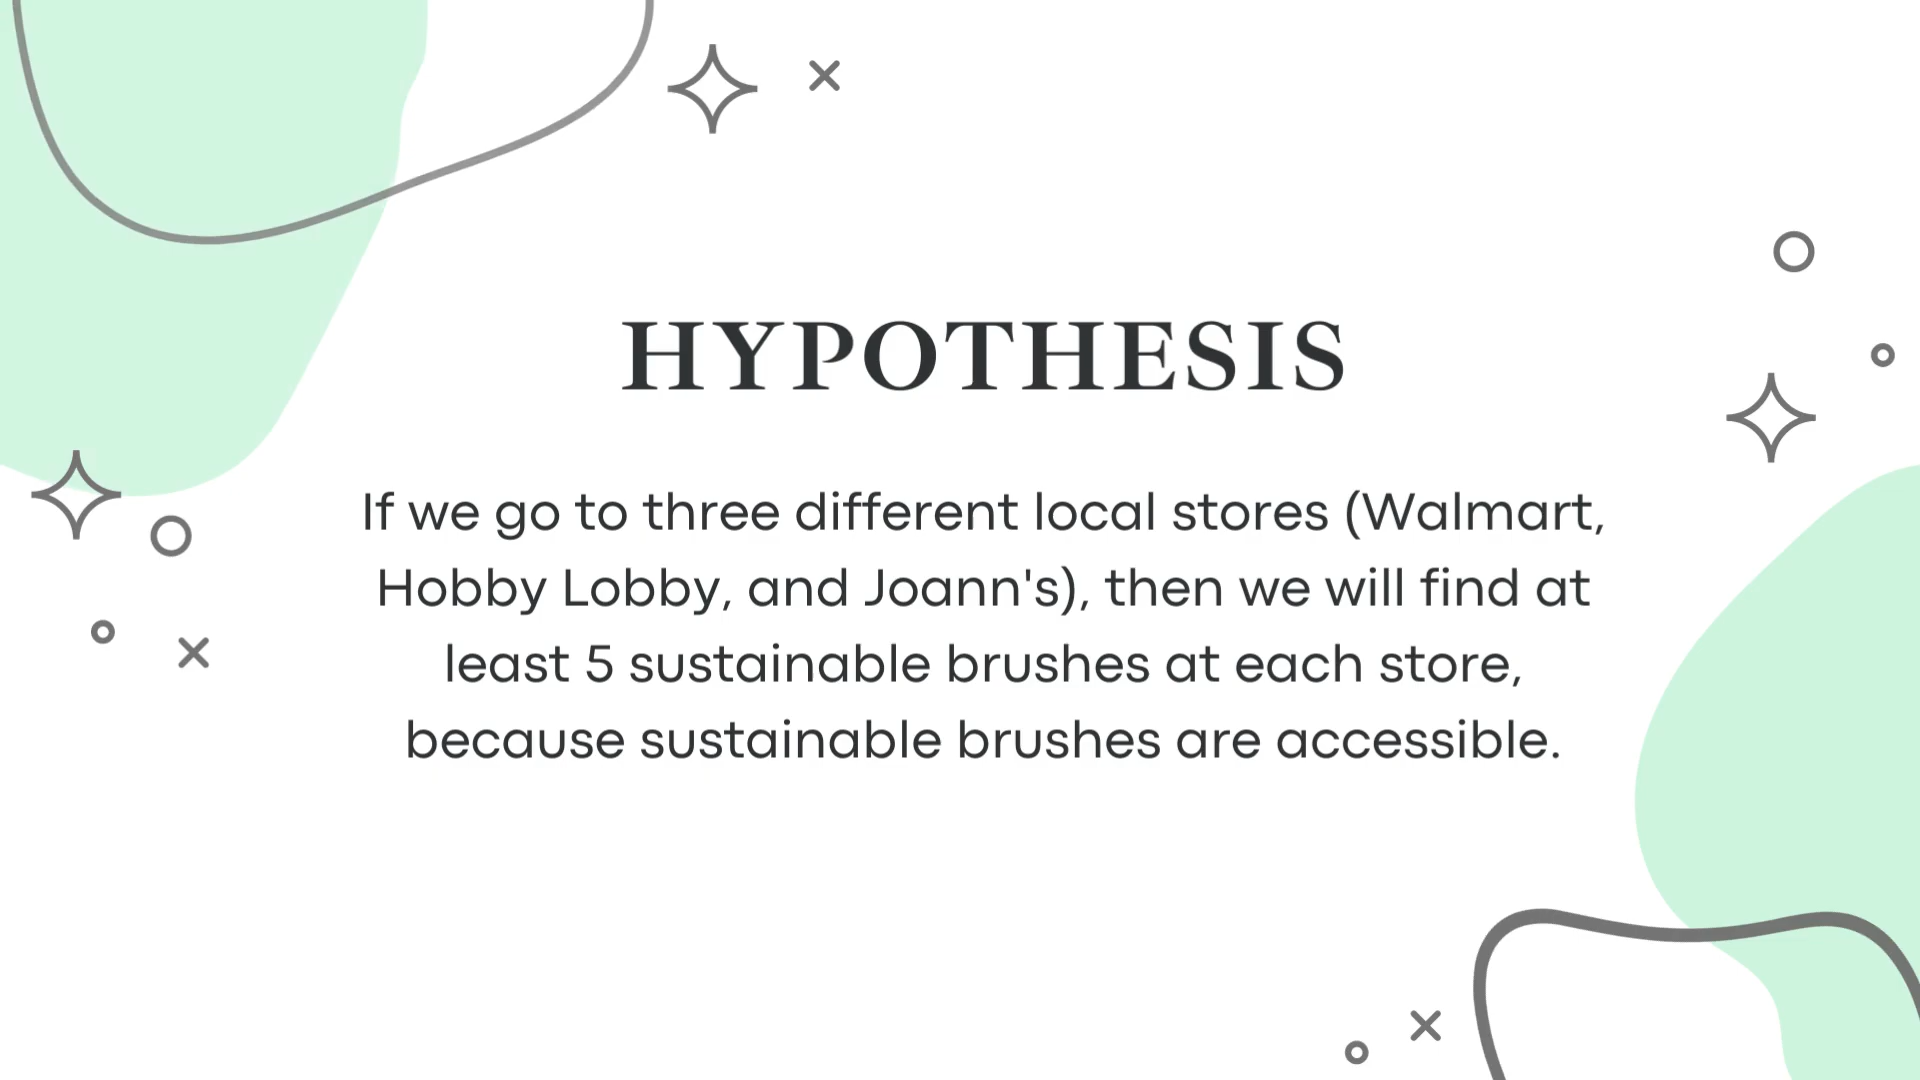 HYPOTHESIS
If we go to three different local stores (Walmart,
Hobby Lobby, and Joann's), then we will find at
least 5 sustainable brushes at each store,
because sustainable brushes are accessible.